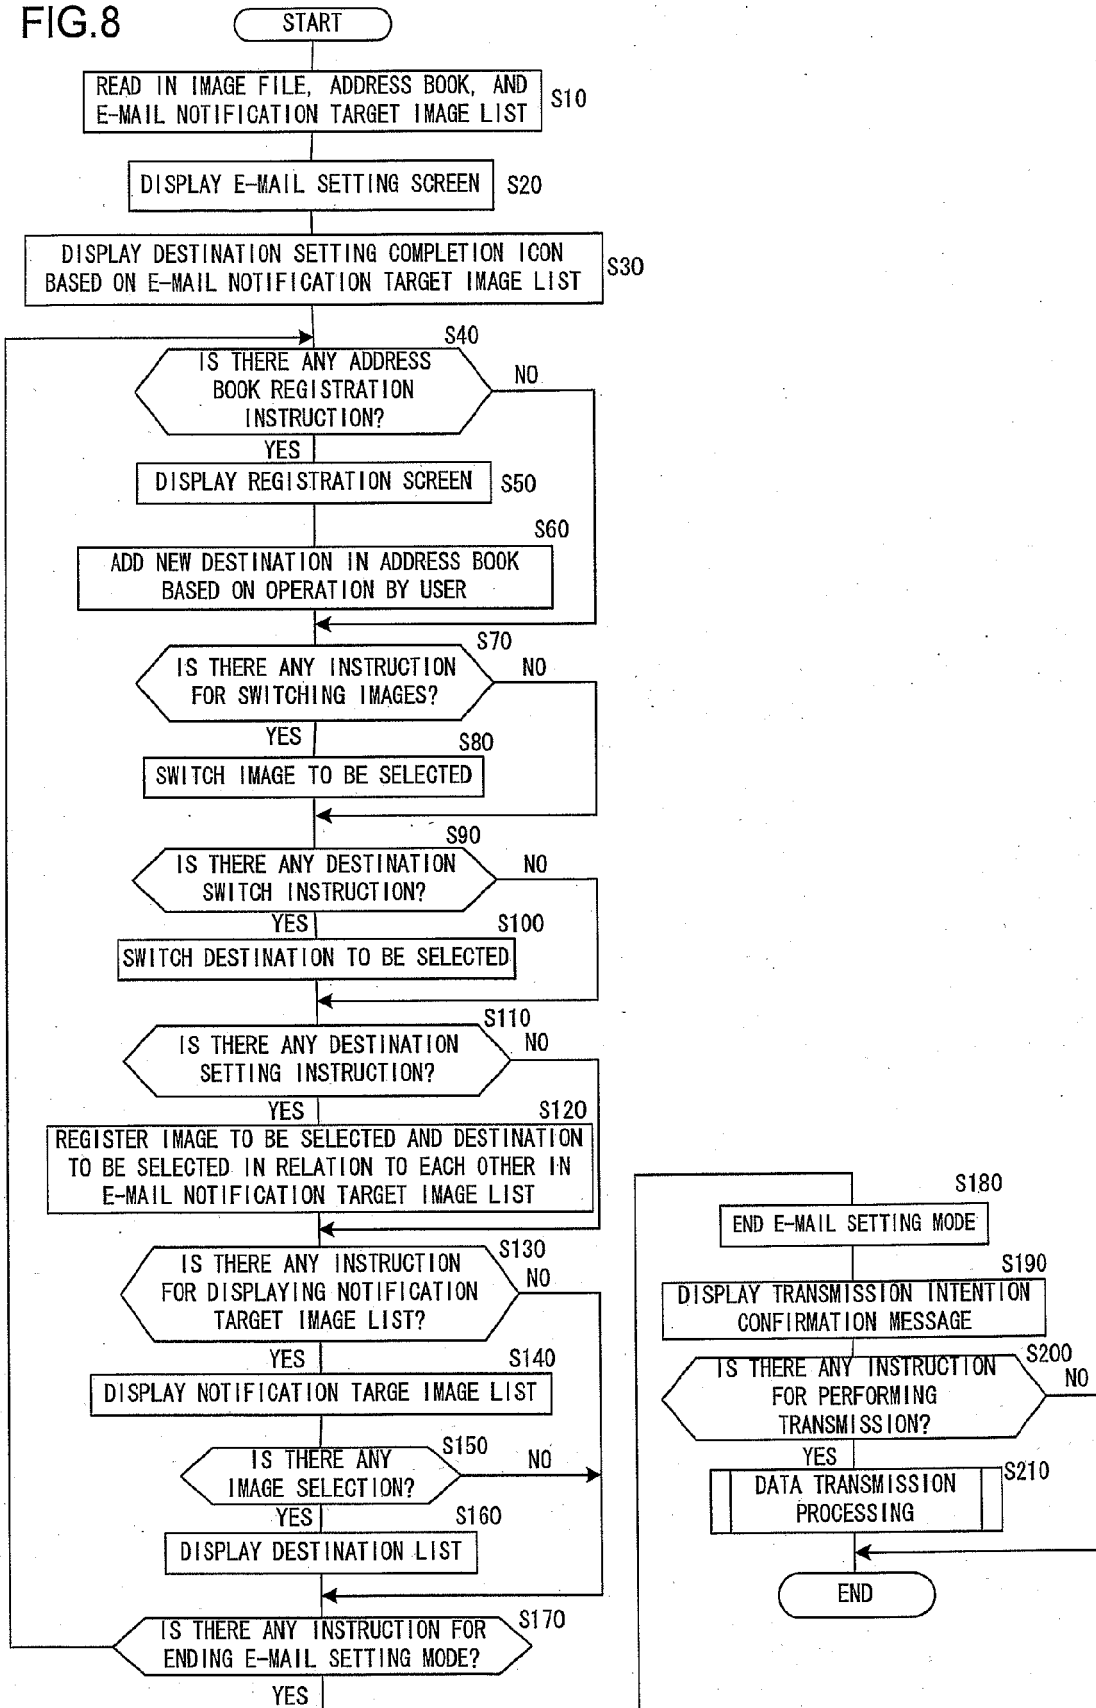 FIG.8
START
READ IN IMAGE FILE, ADDRESS BOOK, AND
E-MAIL NOTIFICATION TARGET IMAGE LIST
S10
DISPLAY E-MAIL SETTING SCREEN
S20
DISPLAY DESTINATION SETTING COMPLETION ICON
BASED ON E-MAIL NOTIFICATION TARGET IMAGE LIST
S30
S40
IS THERE ANY ADDRESS
BOOK REGISTRATION
INSTRUCTION?
NO
YES
DISPLAY REGISTRATION SCREEN
S50
S60
ADD NEW DESTINATION IN ADDRESS BOOK
BASED ON OPERATION BY USER
S70
IS THERE ANY INSTRUCTION
FOR SWITCHING IMAGES?
NO
YES
S80
SWITCH IMAGE TO BE SELECTED
S90
IS THERE ANY DESTINATION
SWITCH INSTRUCTION?
NO
YES
S100
SWITCH DESTINATION TO BE SELECTED
S110
IS THERE ANY DESTINATION
SETTING INSTRUCTION?
NO
YES
S120
REGISTER IMAGE TO BE SELECTED AND DESTINATION
TO BE SELECTED IN RELATION TO EACH OTHER IN
E-MAIL NOTIFICATION TARGET IMAGE LIST
S130
IS THERE ANY INSTRUCTION
FOR DISPLAYING NOTIFICATION
TARGET IMAGE LIST?
NO
YES
S140
DISPLAY NOTIFICATION TARGE IMAGE LIST
S150
IS THERE ANY
IMAGE SELECTION?
NO
YES
S160
DISPLAY DESTINATION LIST
S170
IS THERE ANY INSTRUCTION FOR
ENDING E-MAIL SETTING MODE?
YES
S180
END E-MAIL SETTING MODE
S190
DISPLAY TRANSMISSION INTENTION
CONFIRMATION MESSAGE
S200
IS THERE ANY INSTRUCTION
FOR PERFORMING
TRANSMISSION?
NO
YES
S210
DATA TRANSMISSION
PROCESSING
END